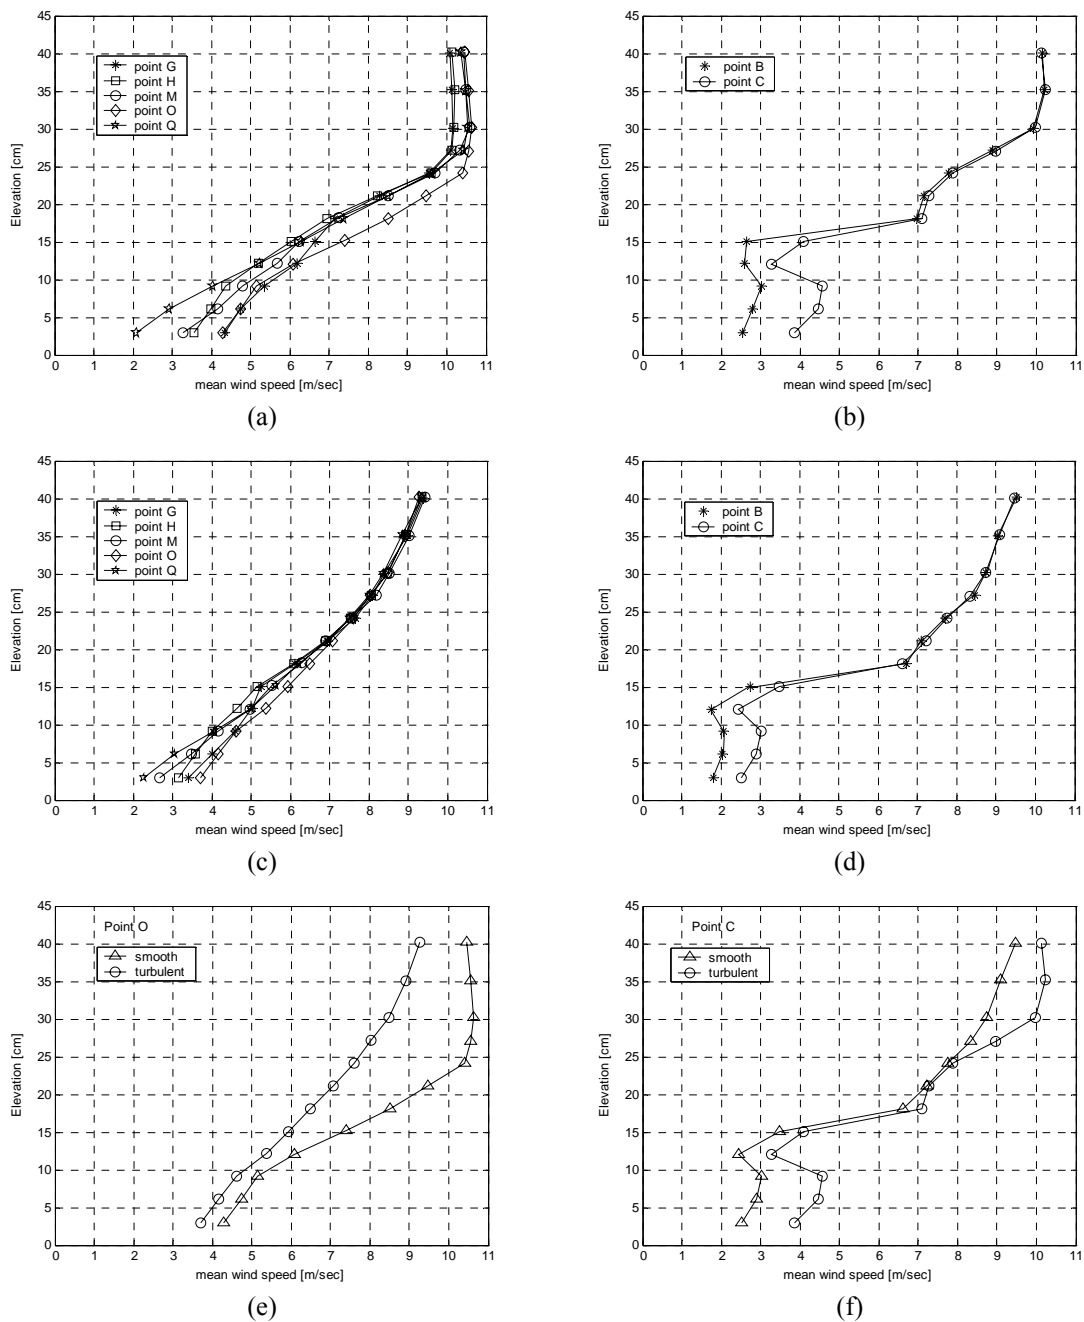 45
40
35
30
25
20
15
10
5
0
Elevation [cm]
point G
point H
point M
point O
point Q
0 1 2 3 4 5 6 7 8 9 10 11
mean wind speed [m/sec]
(a)
45
40
35
30
25
20
15
10
5
0
Elevation [cm]
point B
point C
0 1 2 3 4 5 6 7 8 9 10 11
mean wind speed [m/sec]
(b)
45
40
35
30
25
20
15
10
5
0
Elevation [cm]
point G
point H
point M
point O
point Q
0 1 2 3 4 5 6 7 8 9 10 11
mean wind speed [m/sec]
(c)
45
40
35
30
25
20
15
10
5
0
Elevation [cm]
point B
point C
0 1 2 3 4 5 6 7 8 9 10 11
mean wind speed [m/sec]
(d)
45
40
35
30
25
20
15
10
5
0
Elevation [cm]
Point O
smooth
turbulent
0 1 2 3 4 5 6 7 8 9 10 11
mean wind speed [m/sec]
(e)
45
40
35
30
25
20
15
10
5
0
Elevation [cm]
Point C
smooth
turbulent
0 1 2 3 4 5 6 7 8 9 10 11
mean wind speed [m/sec]
(f)